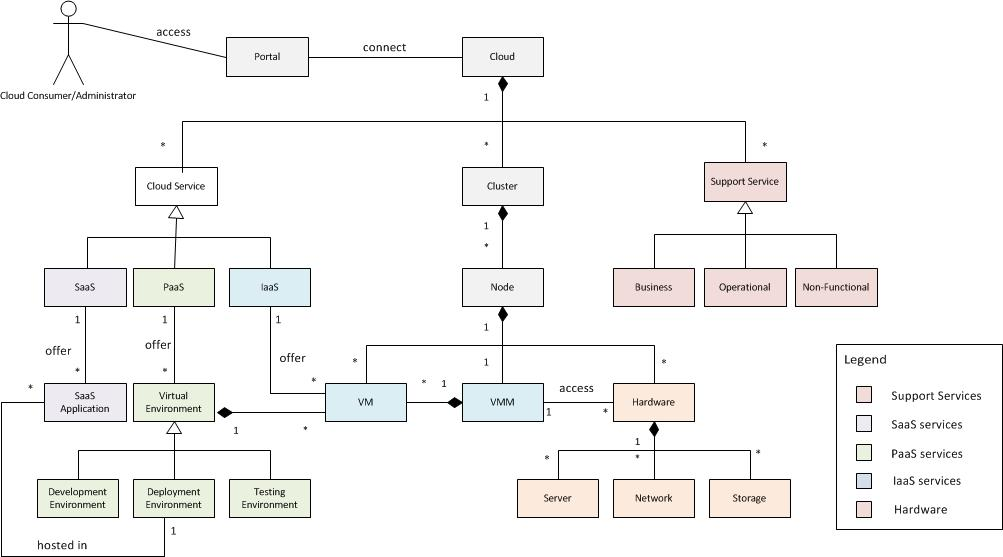 access
connect
Portal
Cloud
Cloud Consumer/Administrator
1
*
*
*
Cloud Service
Cluster
Support Service
1
*
SaaS
PaaS
IaaS
Node
Business
Operational
Non-Functional
1
1
1
1
offer
offer
offer
*
1
*
Legend
*
*
*
*
*
1
access
SaaS
Application
Virtual
Environment
VM
VMM
Hardware
1
*
Support Services
SaaS services
PaaS services
IaaS services
Hardware
1
*
1
*
*
*
Development
Environment
Deployment
Environment
Testing
Environment
Server
Network
Storage
1
hosted in